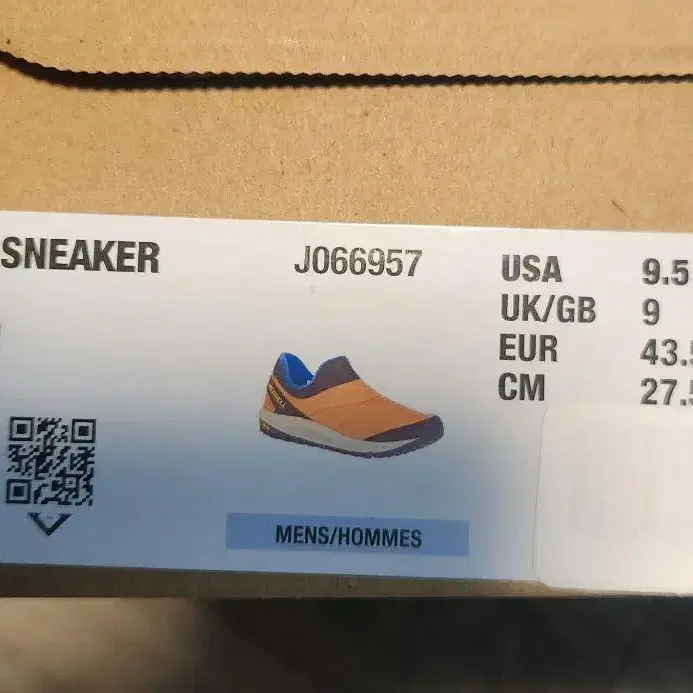 SNEAKER
J066957
USA 9.5
UK/GB 9
EUR 43.5
CM 27.5
MENS/HOMMES